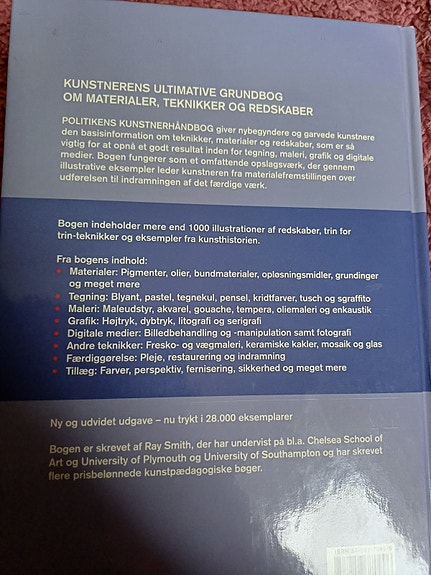 KUNSTNERENS ULTIMATIVE GRUNDBOG
OM MATERIALER, TEKNIKKER OG REDSKABER
POLITIKENS KUNSTNERHÅNDBOG giver nybegyndere og garvede kunstnere
den basisinformation om teknikker, materialer og redskaber, som er så
vigtig for at opnå et godt resultat inden for tegning, maleri, grafik og digitale
medier. Bogen fungerer som et omfattende opslagsværk, der gennem
illustrative eksempler leder kunstneren fra materialefremstillingen over
udførelsen til indramningen af det færdige værk.
Bogen indeholder mere end 1000 illustrationer af redskaber, trin for
trin-teknikker og eksempler fra kunsthistorien.
Fra bogens indhold:
• Materialer: Pigmenter, olier, bundmaterialer, opløsningsmidler, grundinger
og meget mere
• Tegning: Blyant, pastel, tegnekul, pensel, kridtfarver, tusch og sgraffito
• Maleri: Maleudstyr, akvarel, gouache, tempera, oliemaleri og enkaustik
• Grafik: Højtryk, dybtryk, litografi og serigrafi
• Digitale medier: Billedbehandling og -manipulation samt fotografi
• Andre teknikker: Fresko- og vægmaleri, keramiske kakler, mosaik og glas
• Færdiggørelse: Pleje, restaurering og indramning
• Tillæg: Farver, perspektiv, fernisering, sikkerhed og meget mere
Ny og udvidet udgave – nu trykt i 28.000 eksemplarer
Bogen er skrevet af Ray Smith, der har undervist på bl.a. Chelsea School of
Art og University of Plymouth og University of Southampton og har skrevet
flere prisbelønnede kunstpædagogiske bøger.